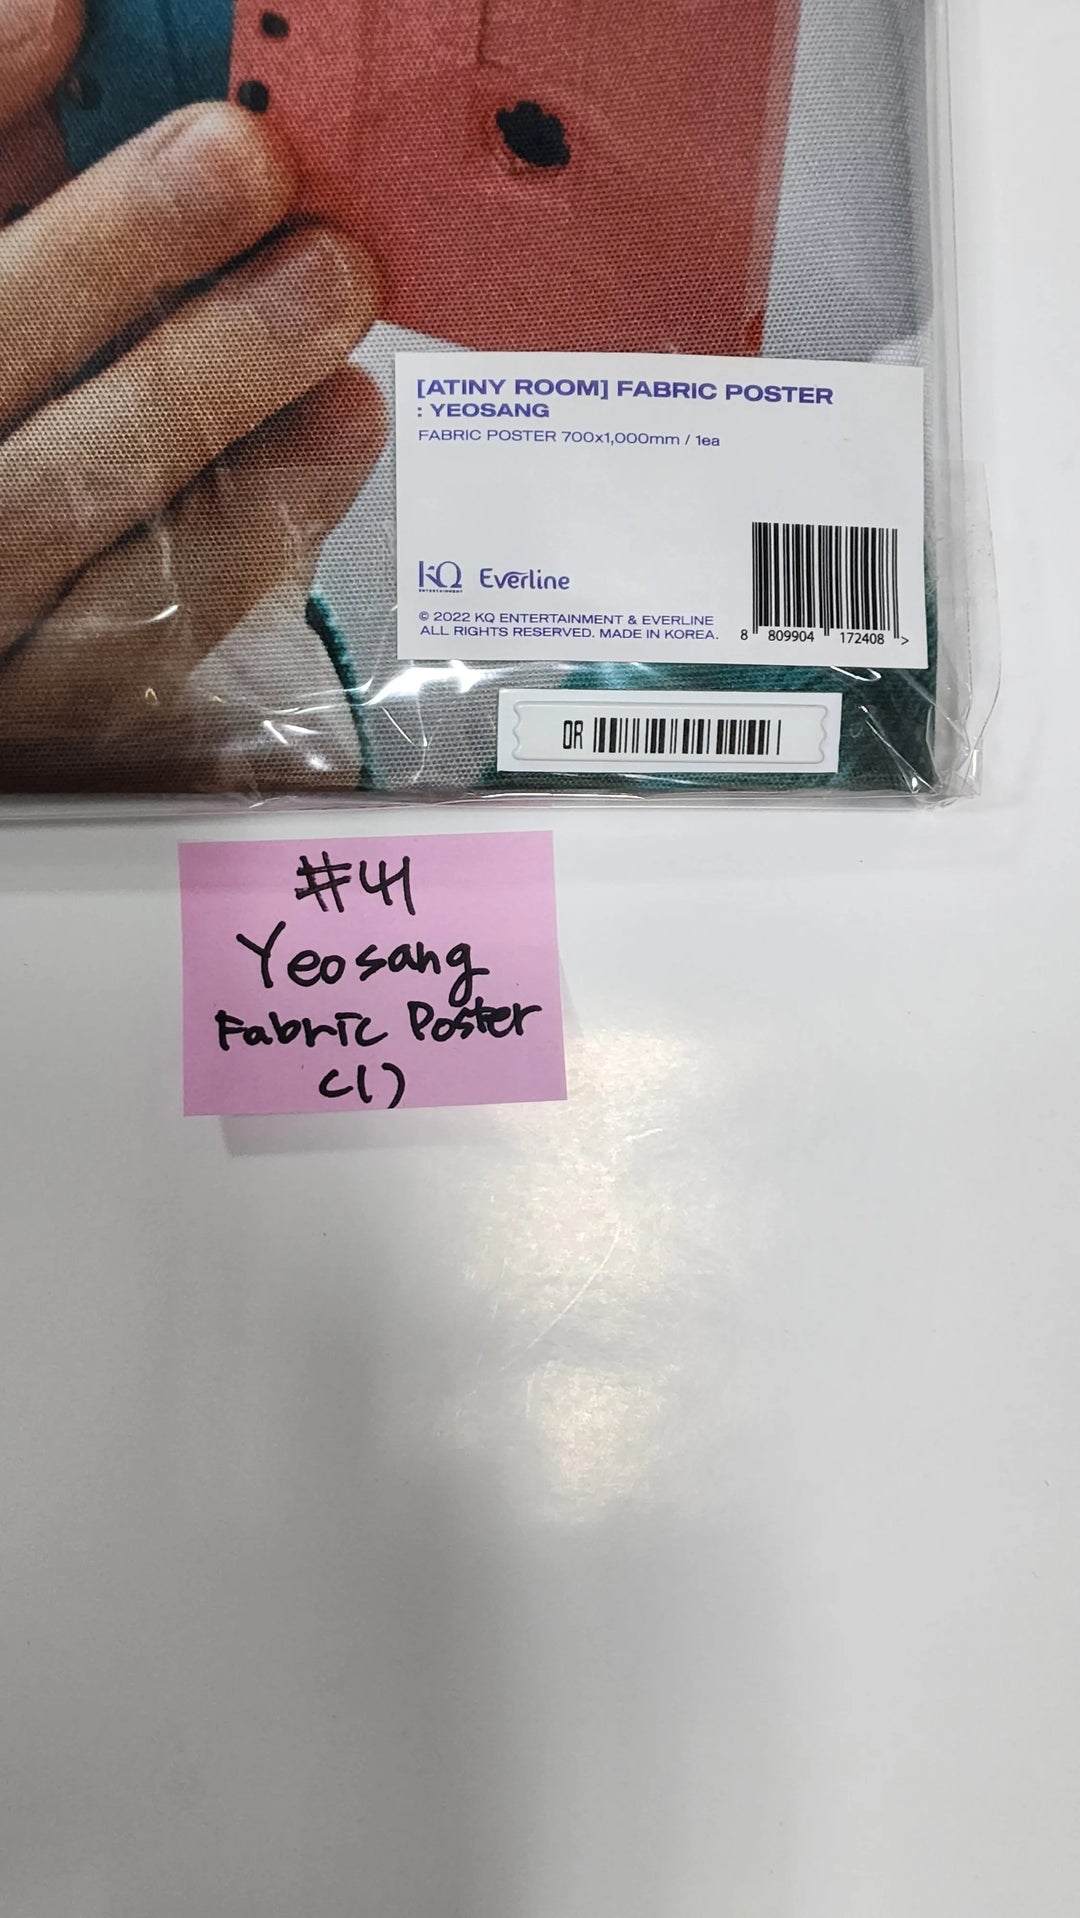 [ATINY ROOM] FABRIC POSTER
: YEOSANG
FABRIC POSTER 700x1,000mm / 1ea
KQ
ENTERTAINMENT
Everline
© 2022 KQ ENTERTAINMENT & EVERLINE
ALL RIGHTS RESERVED. MADE IN KOREA.
8 809904 172408 >
OR
#41
Yeosang
Fabric Poster
(1)